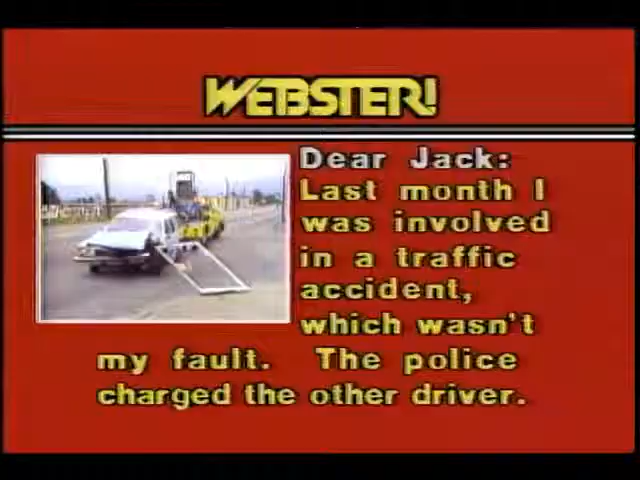 WEBSTER!
Dear Jack:
Last month I
was involved
in a traffic
accident,
which wasn't
my fault. The police
charged the other driver.